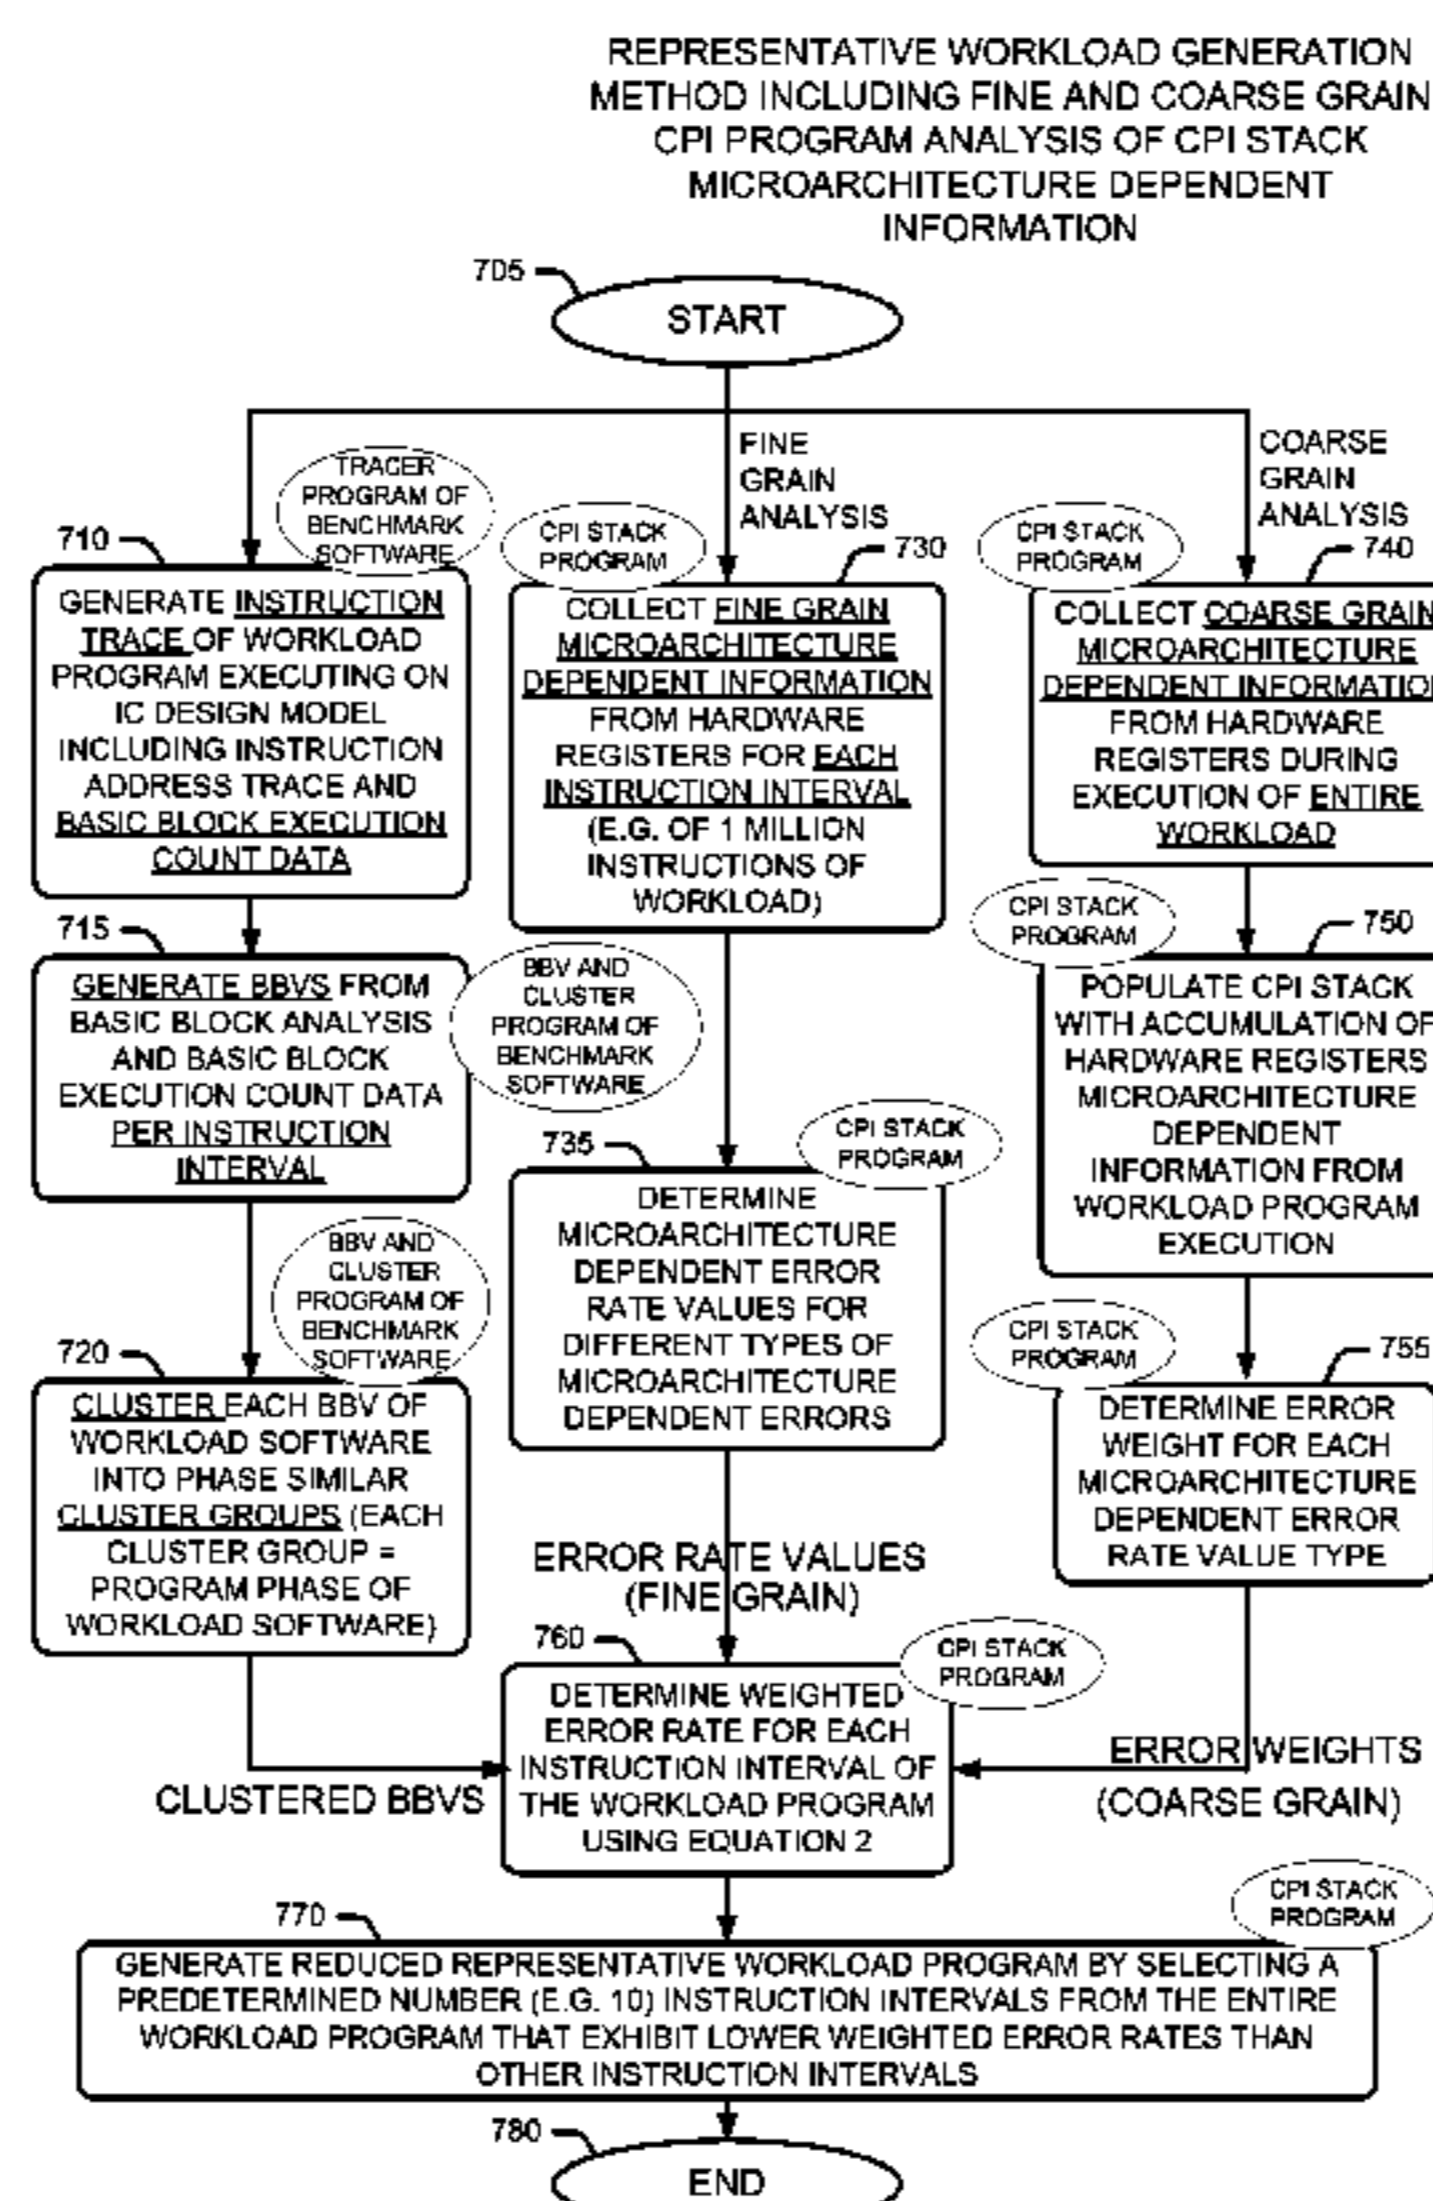 REPRESENTATIVE WORKLOAD GENERATION
METHOD INCLUDING FINE AND COARSE GRAIN
CPI PROGRAM ANALYSIS OF CPI STACK
MICROARCHITECTURE DEPENDENT
INFORMATION
705
START
TRACER
PROGRAM OF
BENCHMARK
SOFTWARE
710
GENERATE INSTRUCTION
TRACE OF WORKLOAD
PROGRAM EXECUTING ON
IC DESIGN MODEL
INCLUDING INSTRUCTION
ADDRESS TRACE AND
BASIC BLOCK EXECUTION
COUNT DATA
715
GENERATE BBVS FROM
BASIC BLOCK ANALYSIS
AND BASIC BLOCK
EXECUTION COUNT DATA
PER INSTRUCTION
INTERVAL
BBV AND
CLUSTER
PROGRAM OF
BENCHMARK
SOFTWARE
BBV AND
CLUSTER
PROGRAM OF
BENCHMARK
SOFTWARE
720
CLUSTER EACH BBV OF
WORKLOAD SOFTWARE
INTO PHASE SIMILAR
CLUSTER GROUPS (EACH
CLUSTER GROUP =
PROGRAM PHASE OF
WORKLOAD SOFTWARE)
CLUSTERED BBVS
FINE
GRAIN
ANALYSIS
CPI STACK
PROGRAM
730
COLLECT FINE GRAIN
MICROARCHITECTURE
DEPENDENT INFORMATION
FROM HARDWARE
REGISTERS FOR EACH
INSTRUCTION INTERVAL
(E.G. OF 1 MILLION
INSTRUCTIONS OF
WORKLOAD)
735
CPI STACK
PROGRAM
DETERMINE
MICROARCHITECTURE
DEPENDENT ERROR
RATE VALUES FOR
DIFFERENT TYPES OF
MICROARCHITECTURE
DEPENDENT ERRORS
ERROR RATE VALUES
(FINE GRAIN)
COARSE
GRAIN
ANALYSIS
CPI STACK
PROGRAM
740
COLLECT COARSE GRAIN
MICROARCHITECTURE
DEPENDENT INFORMATION
FROM HARDWARE
REGISTERS DURING
EXECUTION OF ENTIRE
WORKLOAD
CPI STACK
PROGRAM
750
POPULATE CPI STACK
WITH ACCUMULATION OF
HARDWARE REGISTERS
MICROARCHITECTURE
DEPENDENT
INFORMATION FROM
WORKLOAD PROGRAM
EXECUTION
CPI STACK
PROGRAM
755
DETERMINE ERROR
WEIGHT FOR EACH
MICROARCHITECTURE
DEPENDENT ERROR
RATE VALUE TYPE
ERROR WEIGHTS
(COARSE GRAIN)
760
CPI STACK
PROGRAM
DETERMINE WEIGHTED
ERROR RATE FOR EACH
INSTRUCTION INTERVAL OF
THE WORKLOAD PROGRAM
USING EQUATION 2
770
CPI STACK
PROGRAM
GENERATE REDUCED REPRESENTATIVE WORKLOAD PROGRAM BY SELECTING A
PREDETERMINED NUMBER (E.G. 10) INSTRUCTION INTERVALS FROM THE ENTIRE
WORKLOAD PROGRAM THAT EXHIBIT LOWER WEIGHTED ERROR RATES THAN
OTHER INSTRUCTION INTERVALS
780
END